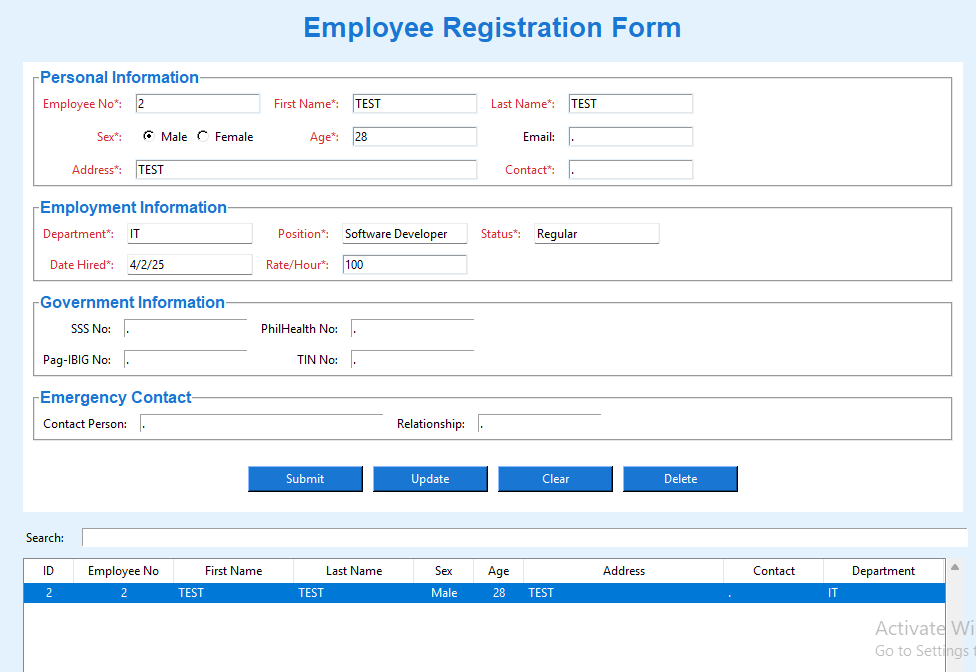 Employee Registration Form
Personal Information
Employee No*: 2 First Name*: TEST Last Name*: TEST
Sex*: Male Female Age*: 28 Email: .
Address*: TEST Contact*: .
Employment Information
Department*: IT Position*: Software Developer Status*: Regular
Date Hired*: 4/2/25 Rate/Hour*: 100
Government Information
SSS No: . PhilHealth No: .
Pag-IBIG No: . TIN No: .
Emergency Contact
Contact Person: . Relationship: .
Submit Update Clear Delete
Search:
ID Employee No First Name Last Name Sex Age Address Contact Department
2 2 TEST TEST Male 28 TEST . IT
Activate Wi
Go to Settings t